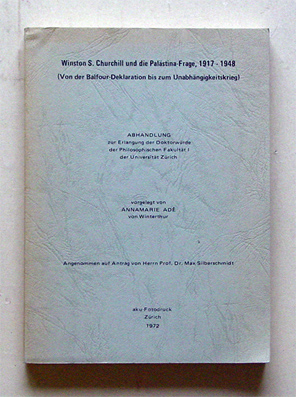 Winston S. Churchill und die Palästina-Frage, 1917 - 1948
(Von der Balfour-Deklaration bis zum Unabhängigkeitskrieg)
ABHANDLUNG
zur Erlangung der Doktorwürde
der Philosophischen Fakultät I
der Universität Zürich
vorgelegt von
ANNAMARIE ADÉ
von Winterthur
Angenommen auf Antrag von Herrn Prof. Dr. Max Silberschmidt
aku Fotodruck
Zürich
1972